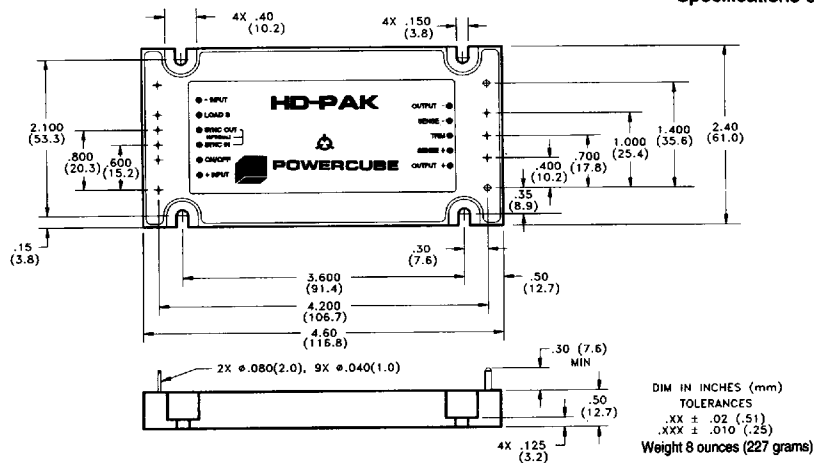 Specifications
4X .40
(10.2)
4X .150
(3.8)
2.100
(53.3)
.800
(20.3)
.600
(15.2)
.15
(3.8)
- INPUT
LOAD S
SYNC OUT
SYNC IN
ON/OFF
+ INPUT
HD-PAK
POWERCUBE
OUTPUT -
SENSE -
TRIM
SENSE +
OUTPUT +
.35
(8.9)
.400
(10.2)
.700
(17.8)
1.000
(25.4)
1.400
(35.6)
2.40
(61.0)
.30
(7.6)
.50
(12.7)
3.600
(91.4)
4.200
(106.7)
4.60
(116.8)
2X ø.080(2.0), 9X ø.040(1.0)
.30 (7.6)
MIN
.50
(12.7)
4X .125
(3.2)
DIM IN INCHES (mm)
TOLERANCES
.XX ± .02 (.51)
.XXX ± .010 (.25)
Weight 8 ounces (227 grams)